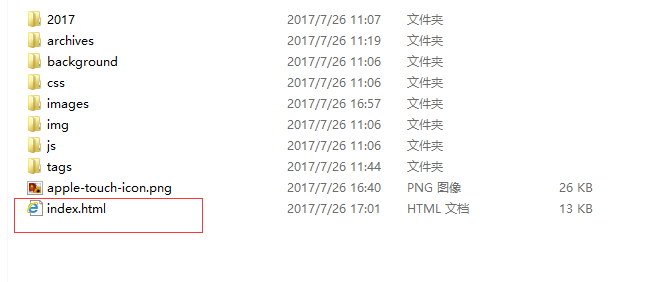 2017 2017/7/26 11:07 文件夹
archives 2017/7/26 11:19 文件夹
background 2017/7/26 11:06 文件夹
css 2017/7/26 11:06 文件夹
images 2017/7/26 16:57 文件夹
img 2017/7/26 11:06 文件夹
js 2017/7/26 11:06 文件夹
tags 2017/7/26 11:44 文件夹
apple-touch-icon.png 2017/7/26 16:40 PNG 图像 26 KB
index.html 2017/7/26 17:01 HTML 文档 13 KB